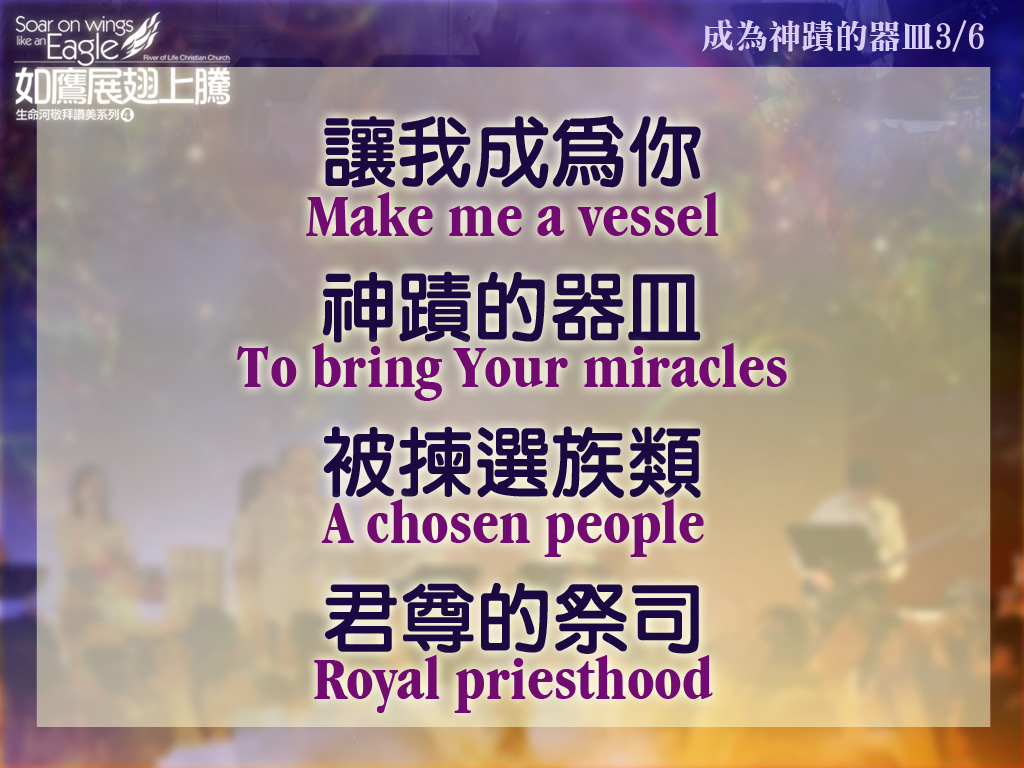 Soar on wings
like an Eagle
River of Life Christian Church
如鷹展翅上騰
生命河敬拜讚美系列4
成為神蹟的器皿3/6
讓我成為你
Make me a vessel
神蹟的器皿
To bring Your miracles
被揀選族類
A chosen people
君尊的祭司
Royal priesthood